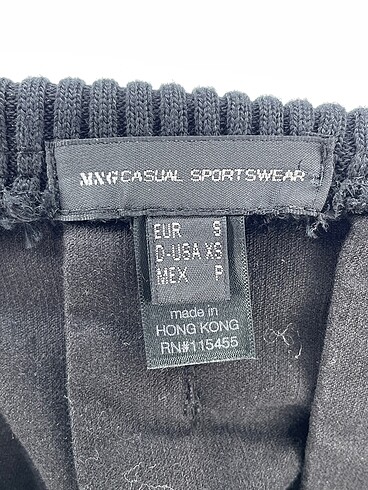 MNG CASUAL SPORTSWEAR
EUR S
D-USA XS
MEX P
made in
HONG KONG
RN#115455